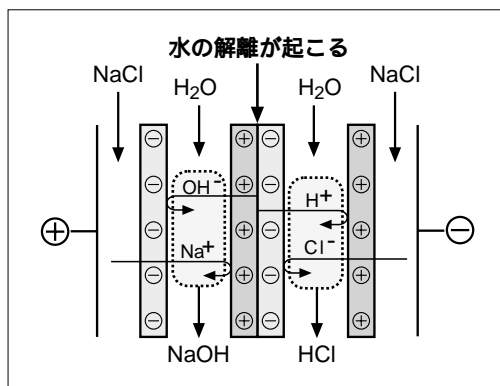 水の解離が起こる
NaCl H₂O H₂O NaCl
⊖ ⊕ ⊖ ⊕
OH⁻ H⁺
⊖ ⊕ ⊖ ⊕
⊕ ⊖ ⊕ ⊖ ⊕ ⊖
Na⁺ Cl⁻
⊖ ⊕ ⊖ ⊕
⊖ ⊕ ⊖ ⊕
NaOH HCl